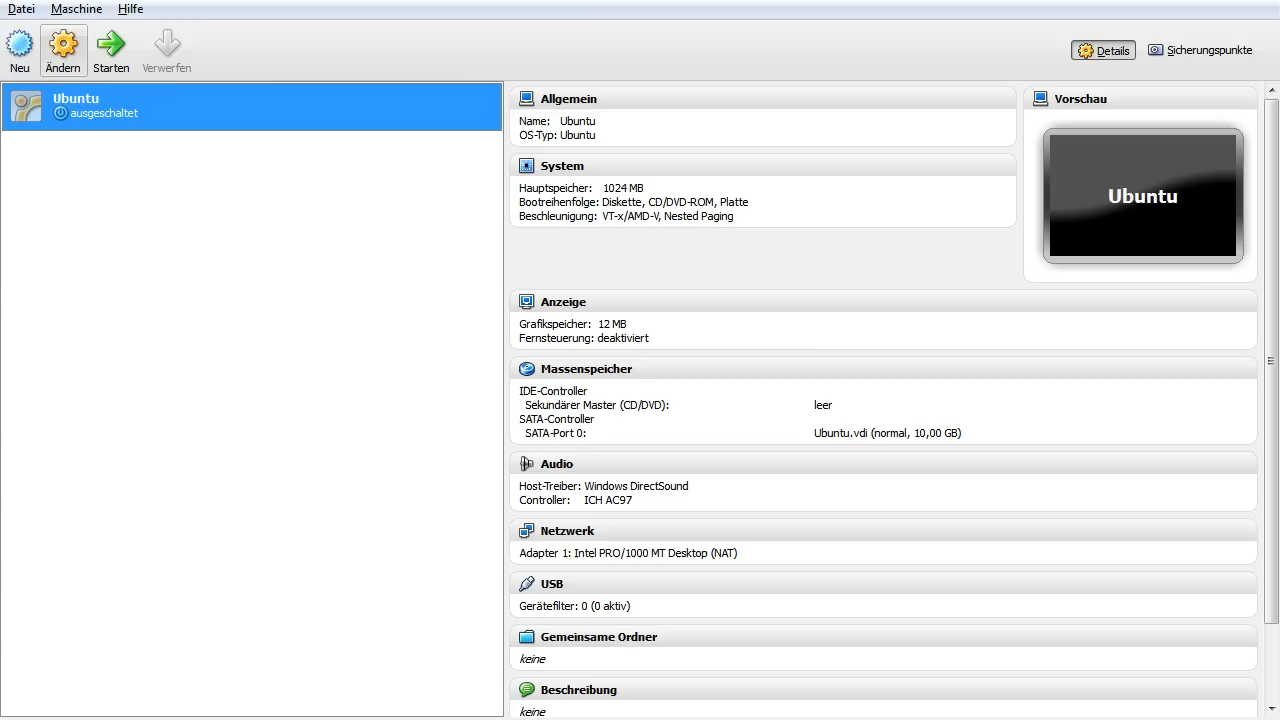 Datei Maschine Hilfe
Neu Ändern Starten Verwerfen
Details Sicherungspunkte
Ubuntu
ausgeschaltet
Allgemein
Name: Ubuntu
OS-Typ: Ubuntu
System
Hauptspeicher: 1024 MB
Bootreihenfolge: Diskette, CD/DVD-ROM, Platte
Beschleunigung: VT-x/AMD-V, Nested Paging
Vorschau
Ubuntu
Anzeige
Grafikspeicher: 12 MB
Fernsteuerung: deaktiviert
Massenspeicher
IDE-Controller
Sekundärer Master (CD/DVD): leer
SATA-Controller
SATA-Port 0: Ubuntu.vdi (normal, 10,00 GB)
Audio
Host-Treiber: Windows DirectSound
Controller: ICH AC97
Netzwerk
Adapter 1: Intel PRO/1000 MT Desktop (NAT)
USB
Gerätefilter: 0 (0 aktiv)
Gemeinsame Ordner
keine
Beschreibung
keine